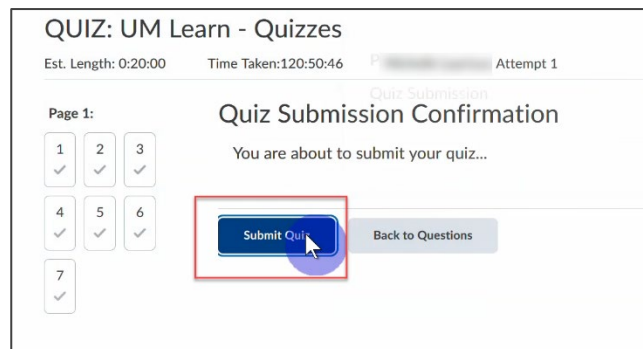 QUIZ: UM Learn - Quizzes
Est. Length: 0:20:00 Time Taken:120:50:46 Attempt 1
Quiz Submission
Page 1:
Quiz Submission Confirmation
1 2 3
You are about to submit your quiz...
4 5 6
Submit Quiz Back to Questions
7